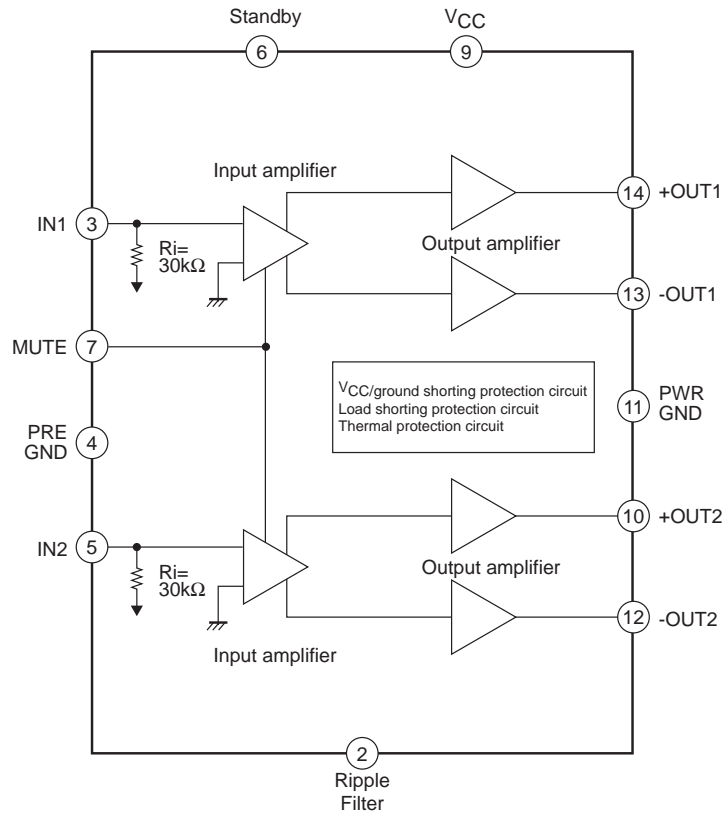 Standby
VCC
6
9
Input amplifier
IN1
3
Ri=
30kΩ
14
+OUT1
Output amplifier
13
-OUT1
MUTE
7
VCC/ground shorting protection circuit
Load shorting protection circuit
Thermal protection circuit
11
PWR
GND
PRE
GND
4
IN2
5
Ri=
30kΩ
10
+OUT2
Output amplifier
12
-OUT2
Input amplifier
2
Ripple
Filter